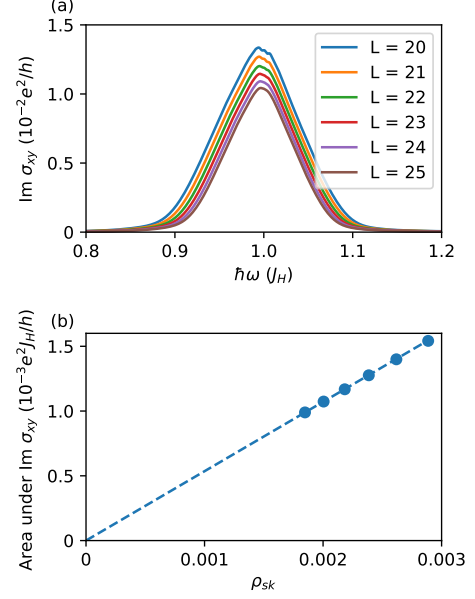 (a)
1.5
1.0
0.5
0
Im σxy (10⁻²e²/h)
L = 20
L = 21
L = 22
L = 23
L = 24
L = 25
0.8 0.9 1.0 1.1 1.2
ħω (J_H)
(b)
1.5
1.0
0.5
0
Area under Im σxy (10⁻³e²J_H/h)
0 0.001 0.002 0.003
ρsk